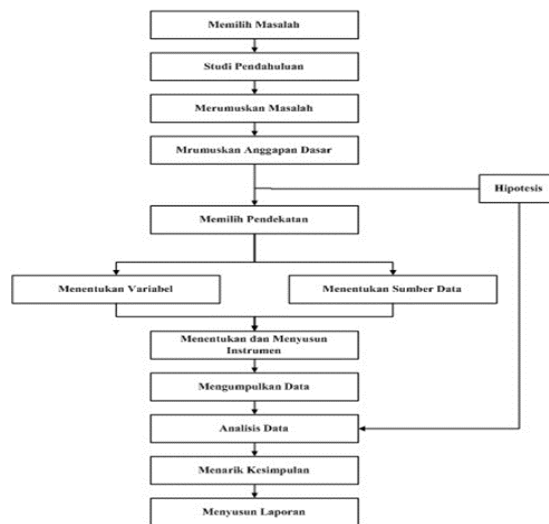 Memilih Masalah
Studi Pendahuluan
Merumuskan Masalah
Mrumuskan Anggapan Dasar
Hipotesis
Memilih Pendekatan
Menentukan Variabel
Menentukan Sumber Data
Menentukan dan Menyusun
Instrumen
Mengumpulkan Data
Analisis Data
Menarik Kesimpulan
Menyusun Laporan